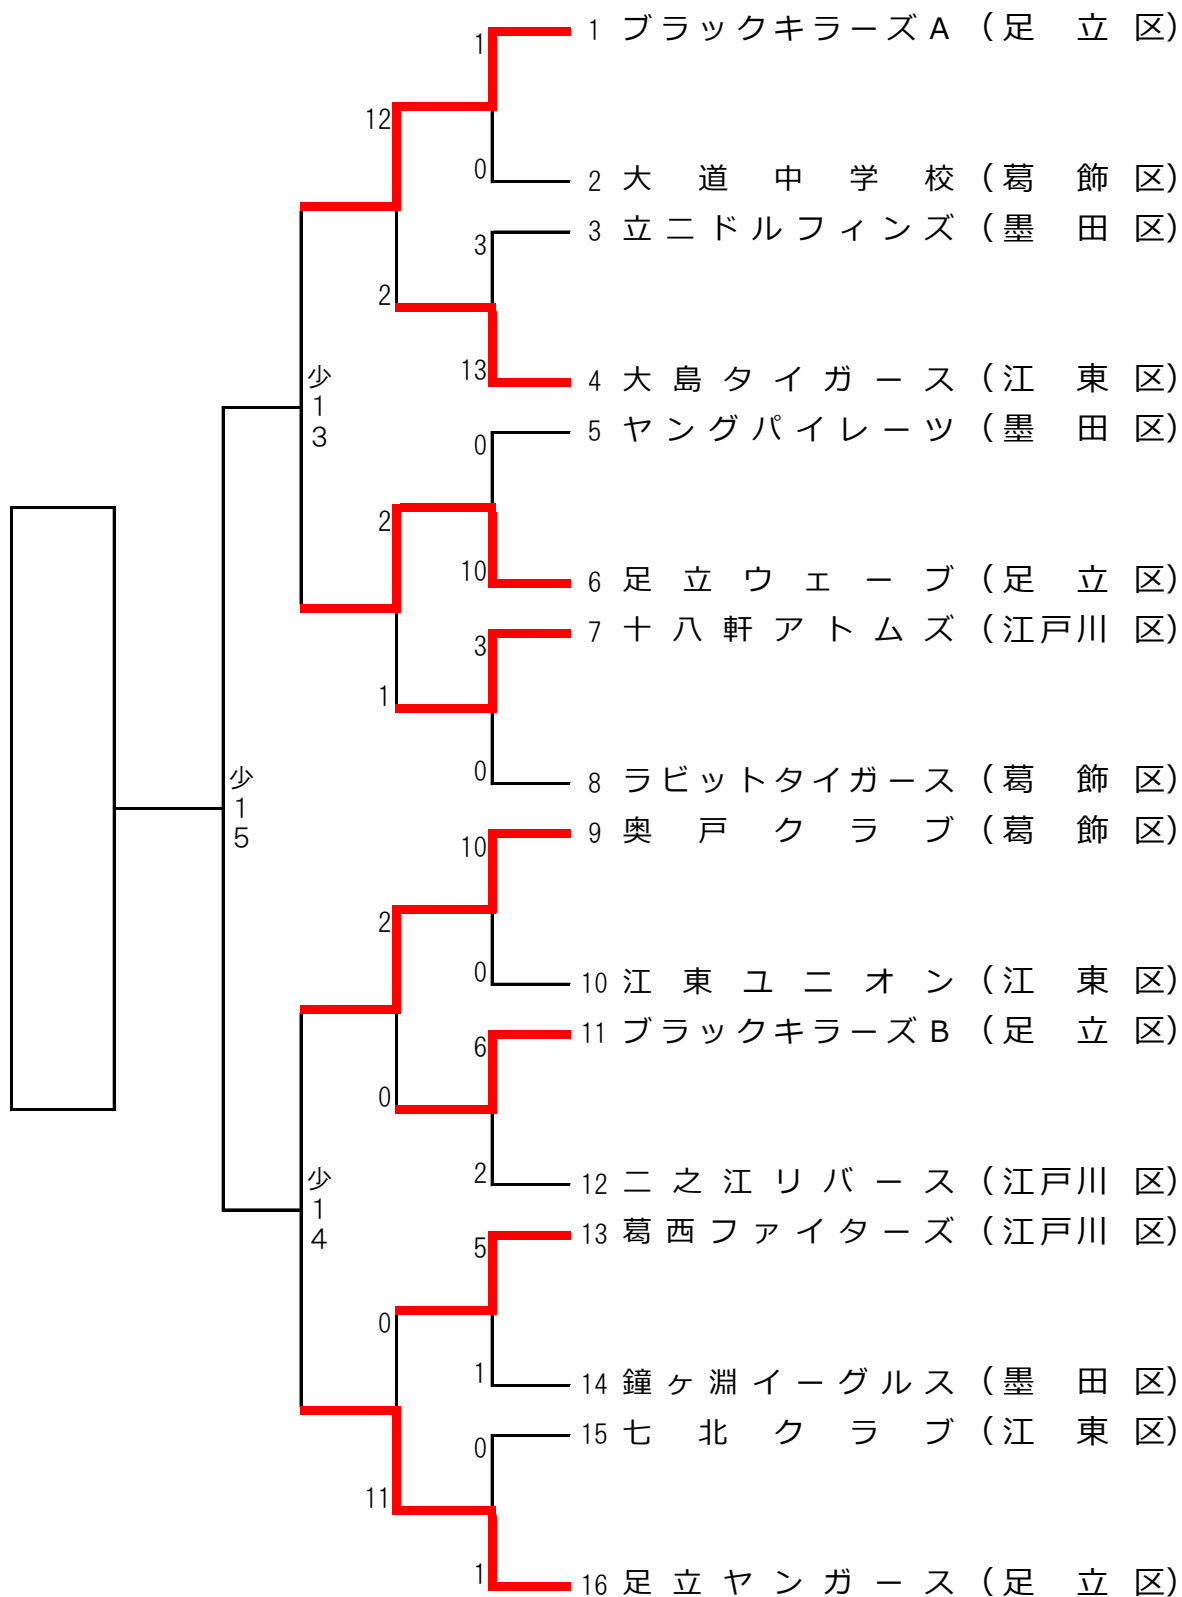 1 1 ブラックキラーズA (足立区)
12
0 2 大道中学校 (葛飾区)
3 3 立二ドルフィンズ (墨田区)
2
13 4 大島タイガース (江東区)
少13
0 5 ヤングパイレーツ (墨田区)
2
10 6 足立ウェーブ (足立区)
3 7 十八軒アトムズ (江戸川区)
1
0 8 ラビットタイガース (葛飾区)
少15
10 9 奥戸クラブ (葛飾区)
2
0 10 江東ユニオン (江東区)
6 11 ブラックキラーズB (足立区)
0
2 12 二之江リバース (江戸川区)
少14
5 13 葛西ファイターズ (江戸川区)
0
1 14 鐘ヶ淵イーグルス (墨田区)
0 15 七北クラブ (江東区)
11
1 16 足立ヤンガース (足立区)